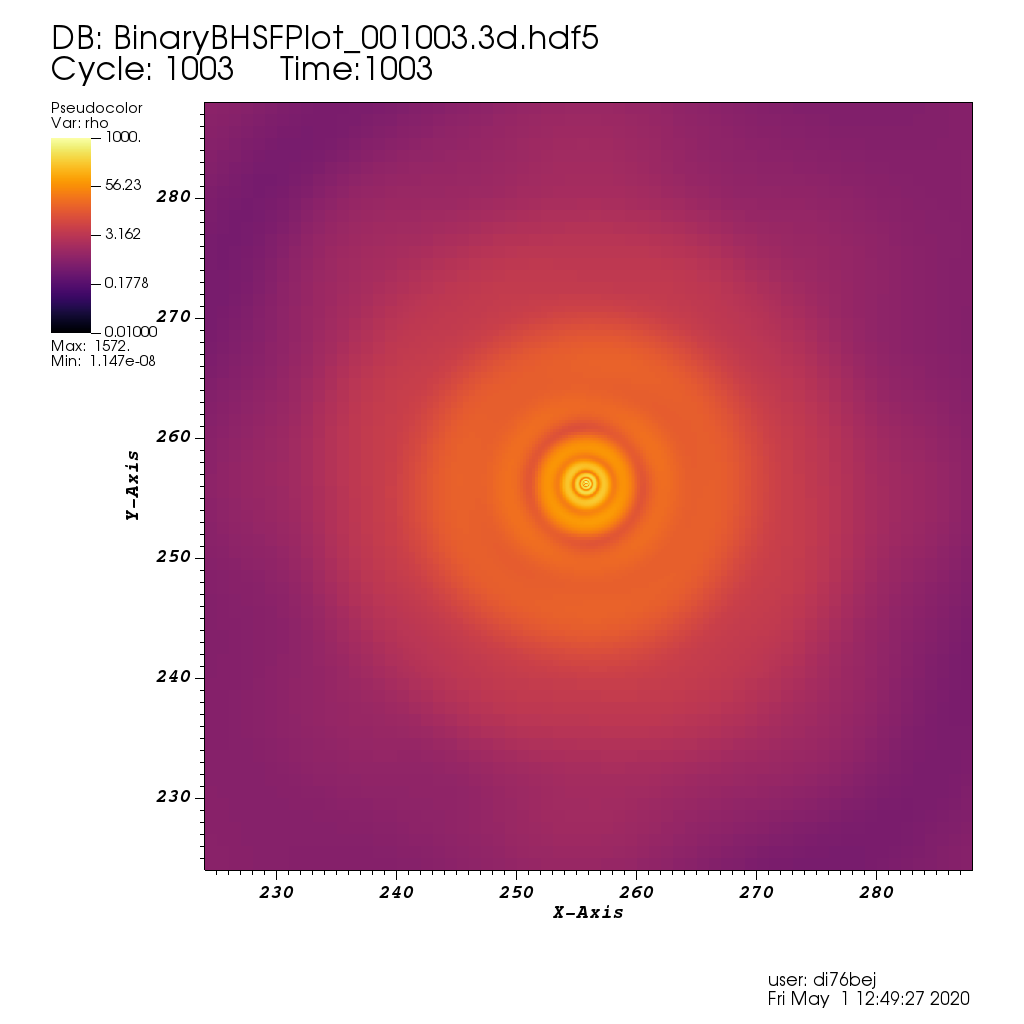 DB: BinaryBHSFPlot_001003.3d.hdf5
Cycle: 1003 Time:1003
Pseudocolor
Var: rho
1000.
56.23
3.162
0.1778
0.01000
Max: 1572.
Min: 1.147e-08
Y-Axis
280
270
260
250
240
230
230 240 250 260 270 280
X-Axis
user: di76bej
Fri May 1 12:49:27 2020